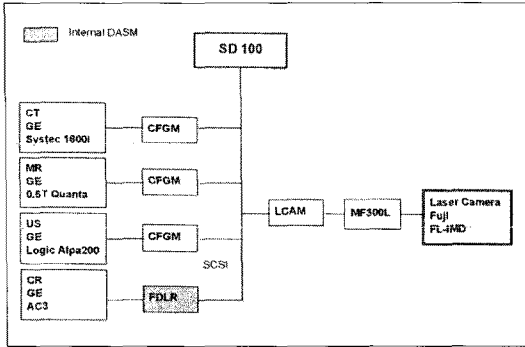 Internal DASM
SD 100
CT
GE
Systec 1600i
CFGM
MR
GE
0.5T Quanta
CFGM
US
GE
Logic Alpa200
CFGM
SCSI
CR
GE
AC3
FDLR
LCAM
MF300L
Laser Camera
Fuji
FL-IMD